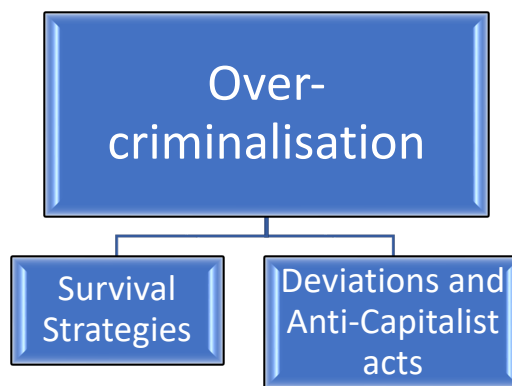 Over-
criminalisation
Survival
Strategies
Deviations and
Anti-Capitalist
acts